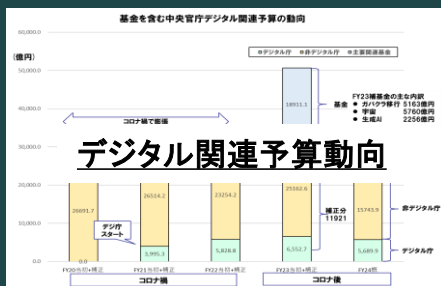 基金を含む中央官庁デジタル関連予算の動向
60,000.0
(億円)
■デジタル庁 ■非デジタル庁 ■主要関連基金
50,000.0
18911.1
基金
FY23補基金の主な内訳
● ガバクラ移行 5163億円
● 宇宙 5760億円
● 生成AI 2256億円
40,000.0
コロナ禍で膨張
デジタル関連予算動向
20,000.0
26691.7
26514.2
23254.2
25162.8
15743.9
非デジタル庁
補正分
11921
10,000.0
デジ庁
スタート
3,995.3
5,828.8
6,552.7
5,689.9
デジタル庁
0.0
0.0
FY20当初+補正
FY21当初+補正
FY22当初+補正
FY23当初+補正
FY24概
コロナ禍
コロナ後